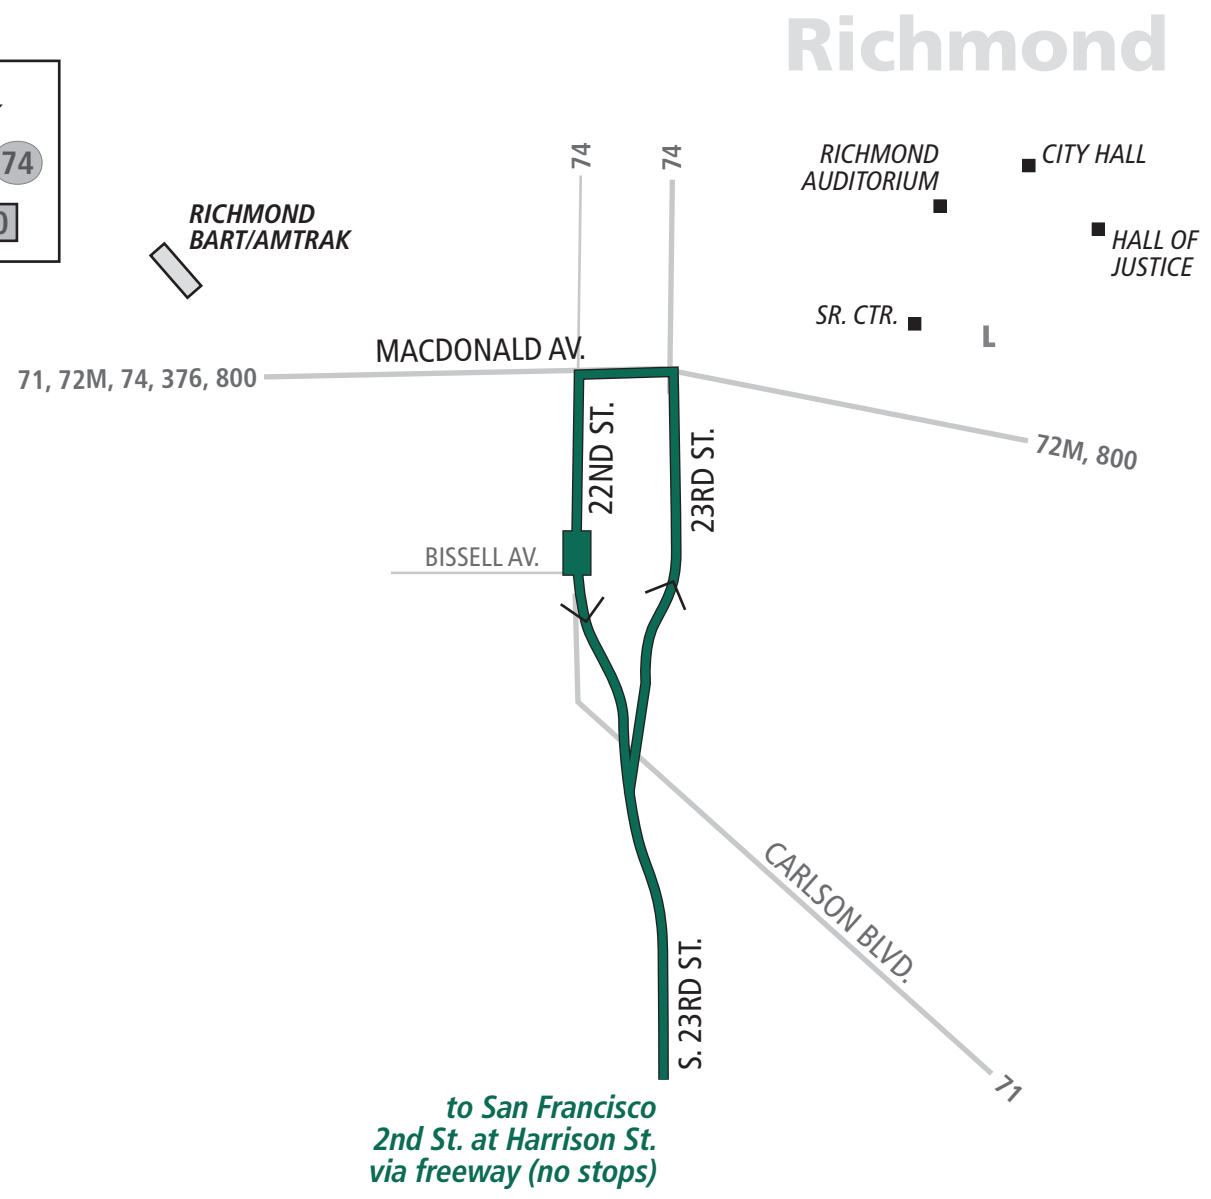 Richmond
74
74
74
RICHMOND
AUDITORIUM
CITY HALL
RICHMOND
BART/AMTRAK
HALL OF
JUSTICE
SR. CTR.
L
MACDONALD AV.
71, 72M, 74, 376, 800
72M, 800
22ND ST.
23RD ST.
BISSELL AV.
CARLSON BLVD.
S. 23RD ST.
71
to San Francisco
2nd St. at Harrison St.
via freeway (no stops)